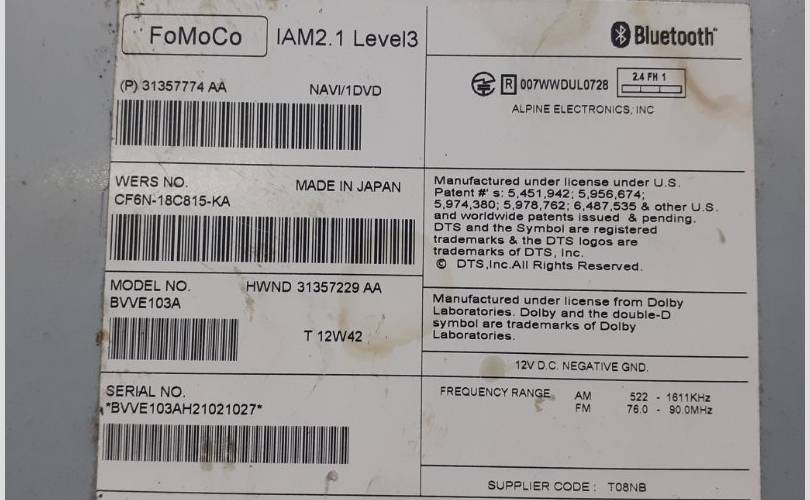 FoMoCo IAM2.1 Level3
(P) 31357774 AA NAVI/1DVD
WERS NO. MADE IN JAPAN
CF6N-18C815-KA
MODEL NO. HWND 31357229 AA
BVVE103A
T 12W42
SERIAL NO.
*BVVE103AH21021027*
Bluetooth
R 007WWDUL0728 2.4 FH 1
ALPINE ELECTRONICS, INC
Manufactured under license under U.S.
Patent #' s: 5,451,942; 5,956,674;
5,974,380; 5,978,762; 6,487,535 & other U.S.
and worldwide patents issued & pending.
DTS and the Symbol are registered
trademarks & the DTS logos are
trademarks of DTS, Inc.
© DTS,Inc.All Rights Reserved.
Manufactured under license from Dolby
Laboratories. Dolby and the double-D
symbol are trademarks of Dolby
Laboratories.
12V D.C. NEGATIVE GND.
FREQUENCY RANGE AM 522 - 1611KHz
FM 76.0 - 90.0MHz
SUPPLIER CODE : T08NB